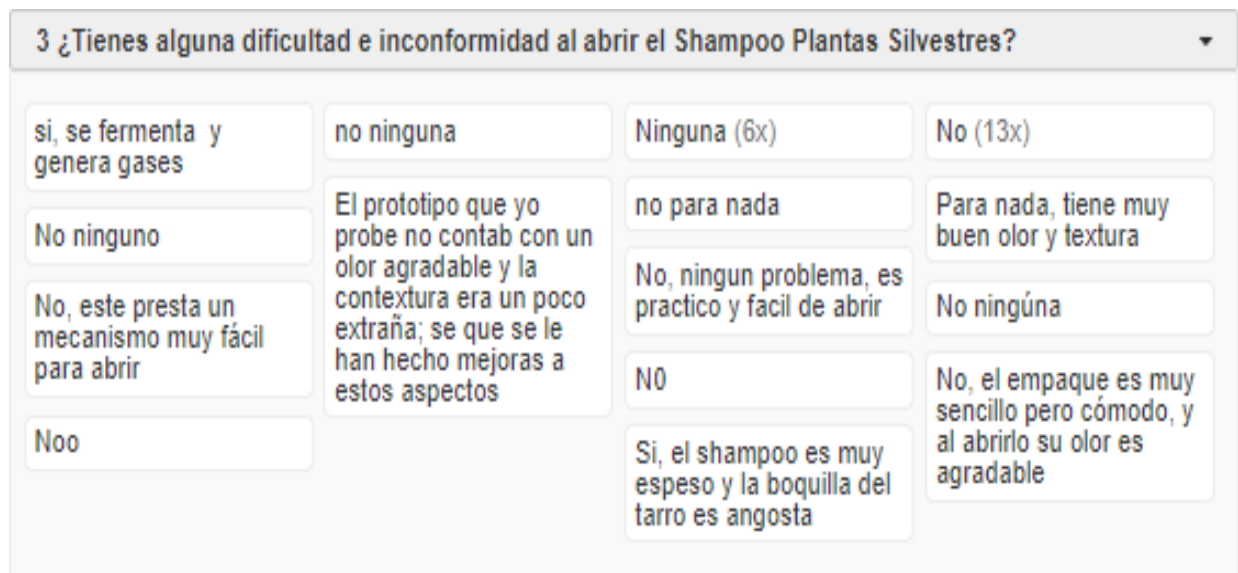 3 ¿Tienes alguna dificultad e inconformidad al abrir el Shampoo Plantas Silvestres?
si, se fermenta y
genera gases
No ninguno
No, este presta un
mecanismo muy fácil
para abrir
Noo
no ninguna
El prototipo que yo
probe no contab con un
olor agradable y la
contextura era un poco
extraña; se que se le
han hecho mejoras a
estos aspectos
Ninguna (6x)
no para nada
No, ningun problema, es
practico y facil de abrir
N0
Si, el shampoo es muy
espeso y la boquilla del
tarro es angosta
No (13x)
Para nada, tiene muy
buen olor y textura
No ningúna
No, el empaque es muy
sencillo pero cómodo, y
al abrirlo su olor es
agradable